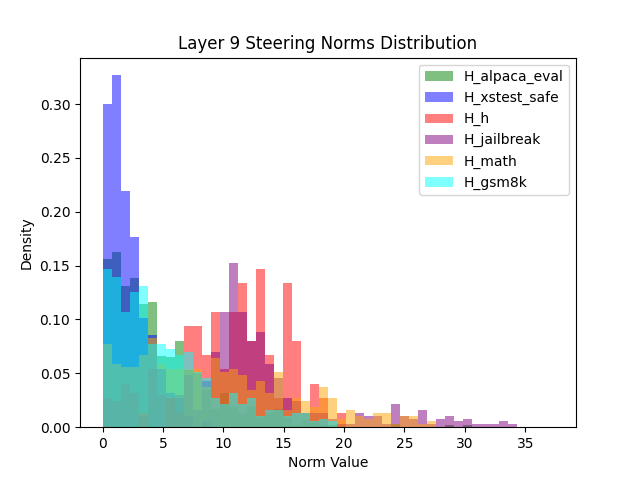 Layer 9 Steering Norms Distribution
H_alpaca_eval
H_xstest_safe
H_h
H_jailbreak
H_math
H_gsm8k
Density
0.30
0.25
0.20
0.15
0.10
0.05
0.00
0 5 10 15 20 25 30 35
Norm Value